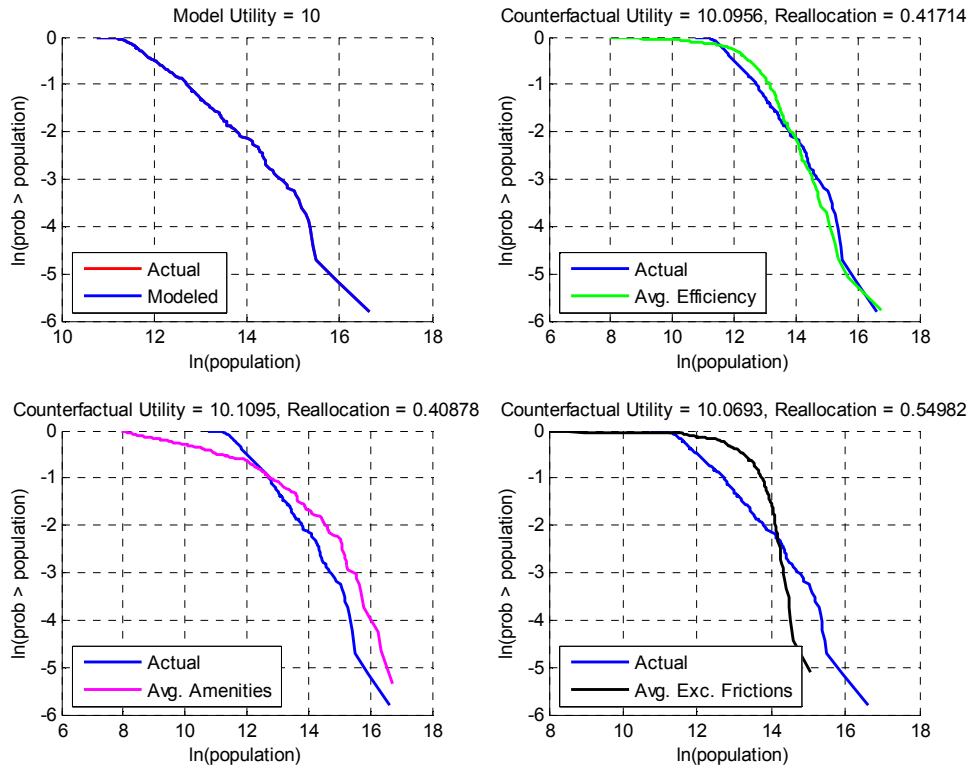 Model Utility = 10
0
-1
-2
-3
-4
-5
-6
ln(prob > population)
Actual
Modeled
10 12 14 16 18
ln(population)
Counterfactual Utility = 10.0956, Reallocation = 0.41714
0
-1
-2
-3
-4
-5
-6
ln(prob > population)
Actual
Avg. Efficiency
6 8 10 12 14 16 18
ln(population)
Counterfactual Utility = 10.1095, Reallocation = 0.40878
0
-1
-2
-3
-4
-5
-6
ln(prob > population)
Actual
Avg. Amenities
6 8 10 12 14 16 18
ln(population)
Counterfactual Utility = 10.0693, Reallocation = 0.54982
0
-1
-2
-3
-4
-5
-6
ln(prob > population)
Actual
Avg. Exc. Frictions
8 10 12 14 16 18
ln(population)